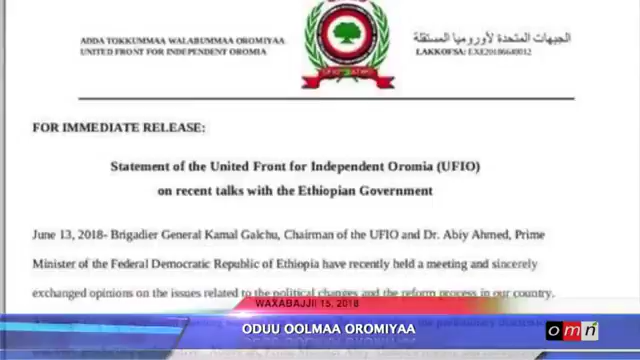 ADDA TOKKUMMAA WALABUMMAA OROMIYAA
الجبهات المتحدة لأوروميا المستقلة
UNITED FRONT FOR INDEPENDENT OROMIA
LAKKOFSA: EXE20186640012
FOR IMMEDIATE RELEASE:
Statement of the United Front for Independent Oromia (UFIO)
on recent talks with the Ethiopian Government
June 13, 2018- Brigadier General Kamal Galchu, Chairman of the UFIO and Dr. Abiy Ahmed, Prime
Minister of the Federal Democratic Republic of Ethiopia have recently held a meeting and sincerely
exchanged opinions on the issues related to the political changes and the reform process in our country.
WAXABAJJII 15, 2018
ODUU OOLMAA OROMIYAA
omn